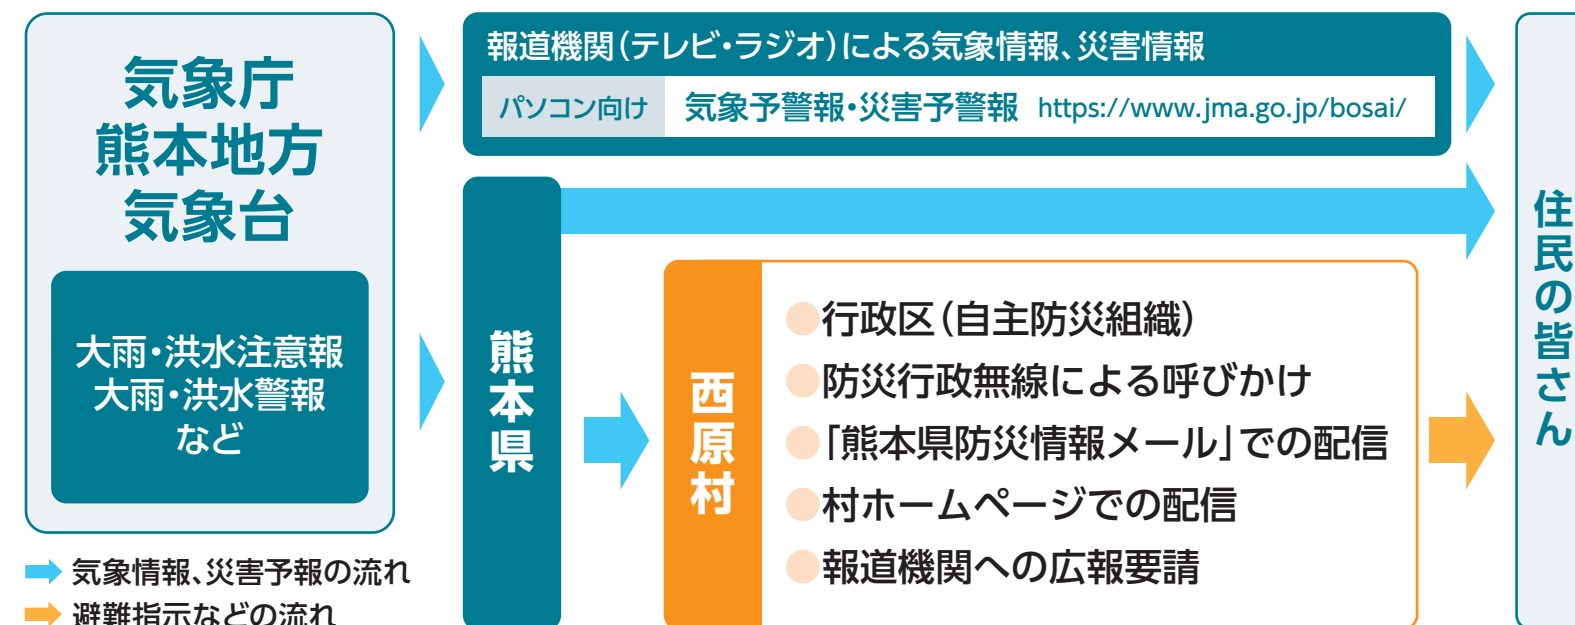 気象庁
熊本地方
気象台
大雨・洪水注意報
大雨・洪水警報
など
気象情報、災害予報の流れ
避難指示などの流れ
報道機関(テレビ・ラジオ)による気象情報、災害情報
パソコン向け 気象予警報・災害予警報 https://www.jma.go.jp/bosai/
熊本県
西原村
●行政区(自主防災組織)
●防災行政無線による呼びかけ
●「熊本県防災情報メール」での配信
●村ホームページでの配信
●報道機関への広報要請
住民の皆さん